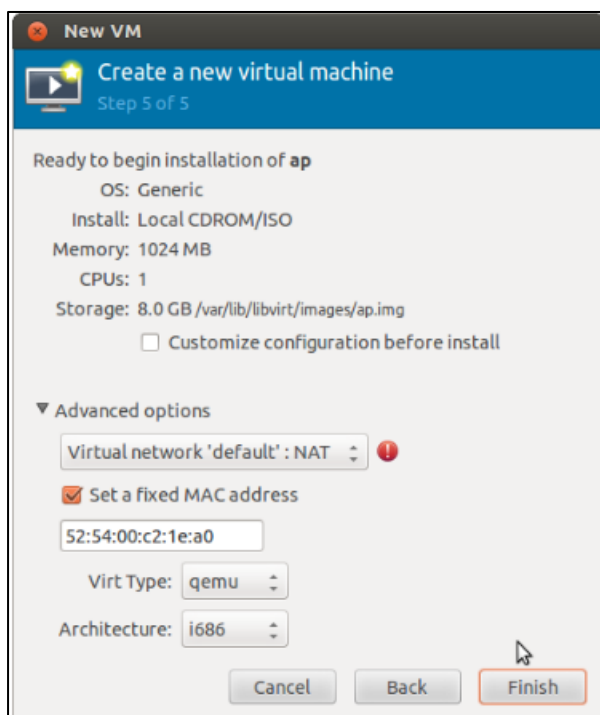 New VM
Create a new virtual machine
Step 5 of 5
Ready to begin installation of ap
OS: Generic
Install: Local CDROM/ISO
Memory: 1024 MB
CPUs: 1
Storage: 8.0 GB /var/lib/libvirt/images/ap.img
Customize configuration before install
Advanced options
Virtual network 'default' : NAT
Set a fixed MAC address
52:54:00:c2:1e:a0
Virt Type: qemu
Architecture: i686
Cancel Back Finish